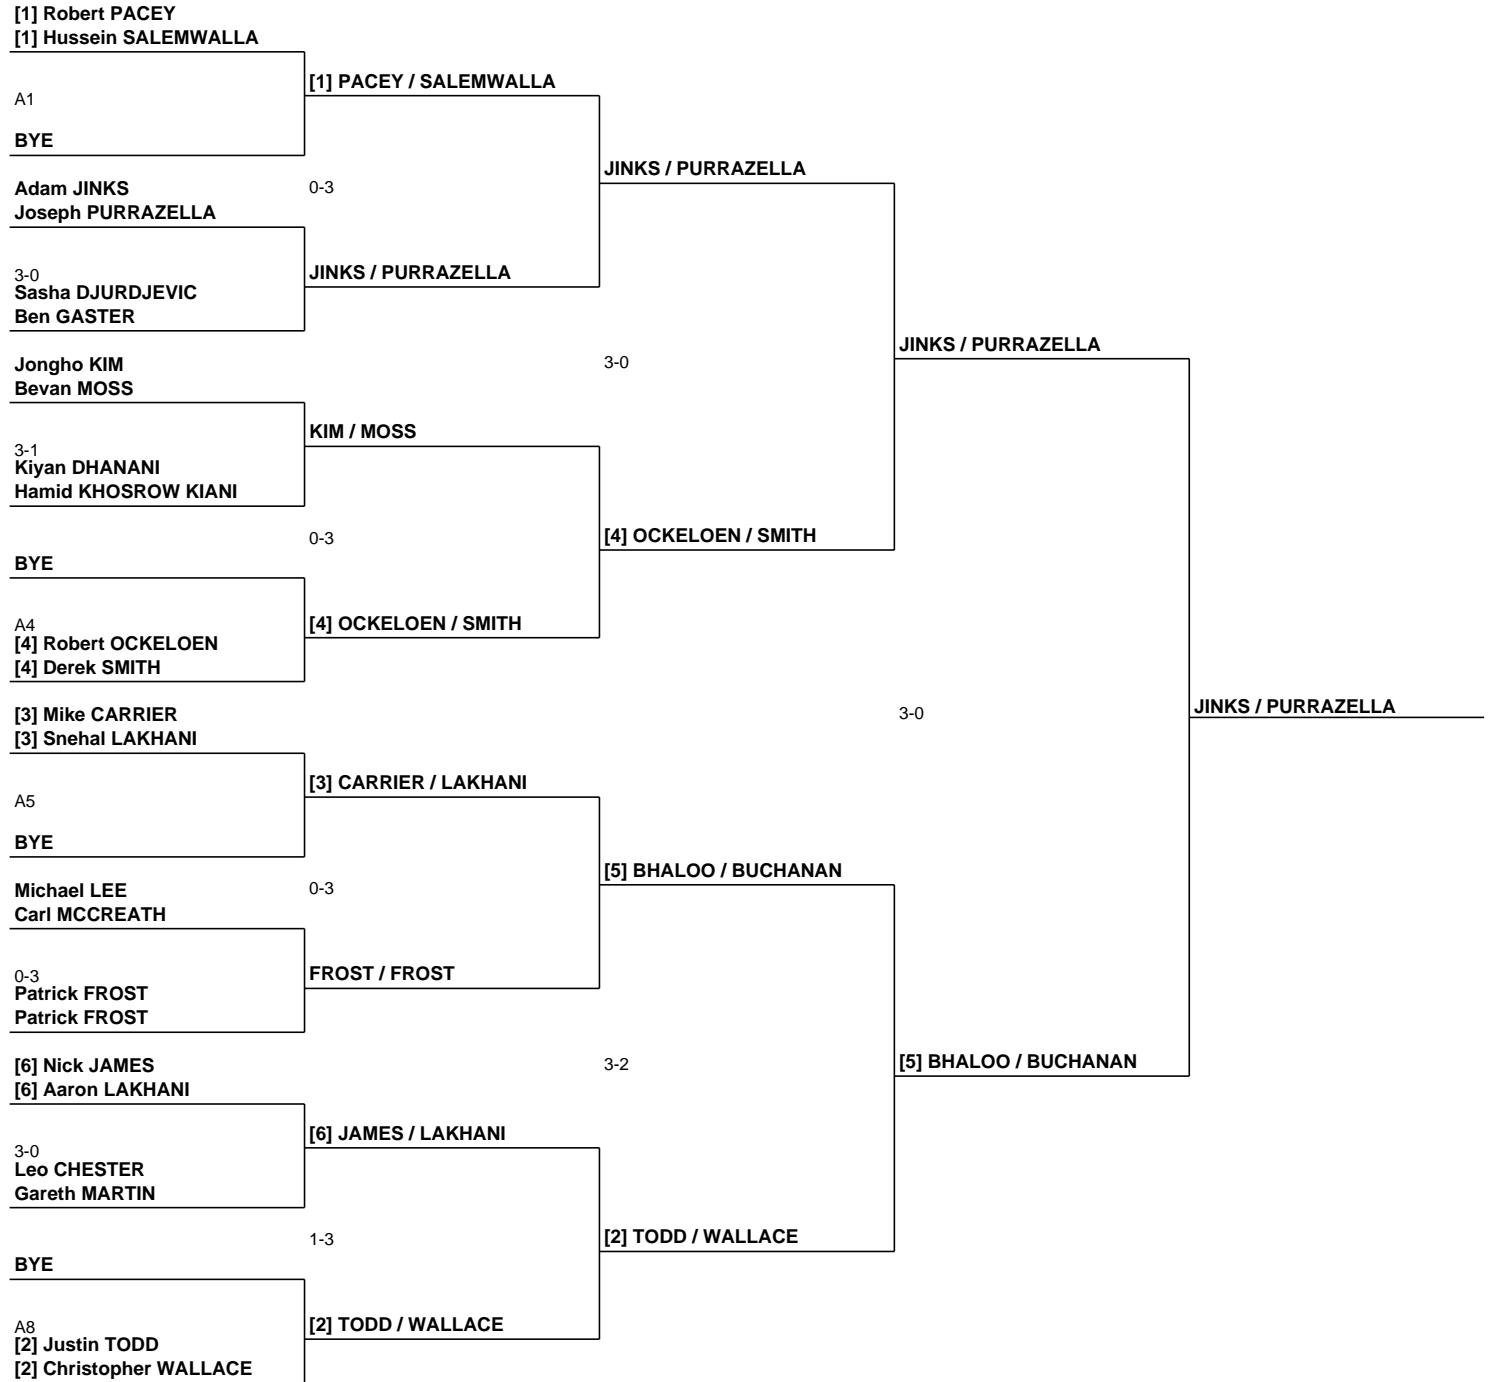 [1] Robert PACEY
[1] Hussein SALEMWALLA
[1] PACEY / SALEMWALLA
A1
BYE
JINKS / PURRAZELLA
Adam JINKS
0-3
Joseph PURRAZELLA
3-0
JINKS / PURRAZELLA
Sasha DJURDJEVIC
Ben GASTER
JINKS / PURRAZELLA
Jongho KIM
3-0
Bevan MOSS
KIM / MOSS
3-1
Kiyan DHANANI
Hamid KHOSROW KIANI
0-3
[4] OCKELOEN / SMITH
BYE
A4
[4] OCKELOEN / SMITH
[4] Robert OCKELOEN
[4] Derek SMITH
JINKS / PURRAZELLA
[3] Mike CARRIER
3-0
[3] Snehal LAKHANI
[3] CARRIER / LAKHANI
A5
BYE
[5] BHALOO / BUCHANAN
Michael LEE
0-3
Carl MCCREATH
0-3
FROST / FROST
Patrick FROST
Patrick FROST
[6] Nick JAMES
3-2
[5] BHALOO / BUCHANAN
[6] Aaron LAKHANI
[6] JAMES / LAKHANI
3-0
Leo CHESTER
Gareth MARTIN
1-3
[2] TODD / WALLACE
BYE
A8
[2] TODD / WALLACE
[2] Justin TODD
[2] Christopher WALLACE